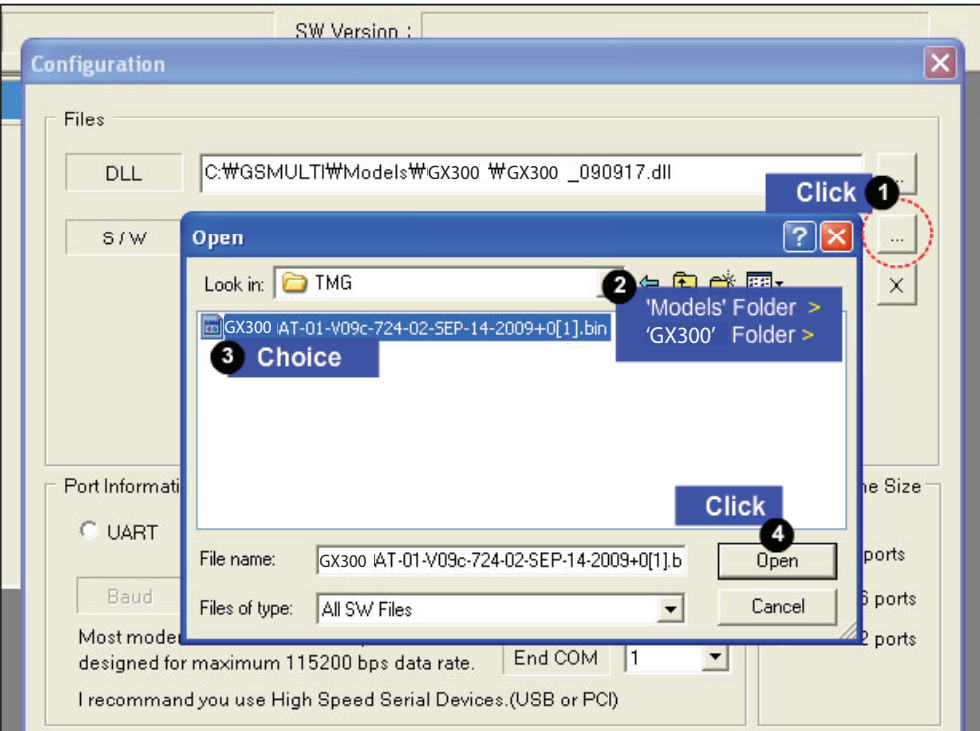 SW Version :
Configuration
Files
DLL
C:₩GSMULTI₩Models₩GX300 ₩GX300 _090917.dll
...
Click 1
S/W
...
Open
Look in: TMG
X
2
'Models' Folder >
‘GX300’ Folder >
GX300 AT-01-V09c-724-02-SEP-14-2009+0[1].bin
3 Choice
Port Informati
Size
UART
Click
4
File name: GX300 AT-01-V09c-724-02-SEP-14-2009+0[1].b Open
ports
Baud
Files of type: All SW Files Cancel
ports
Most
2 ports
designed for maximum 115200 bps data rate. End COM 1
I recommand you use High Speed Serial Devices.(USB or PCI)